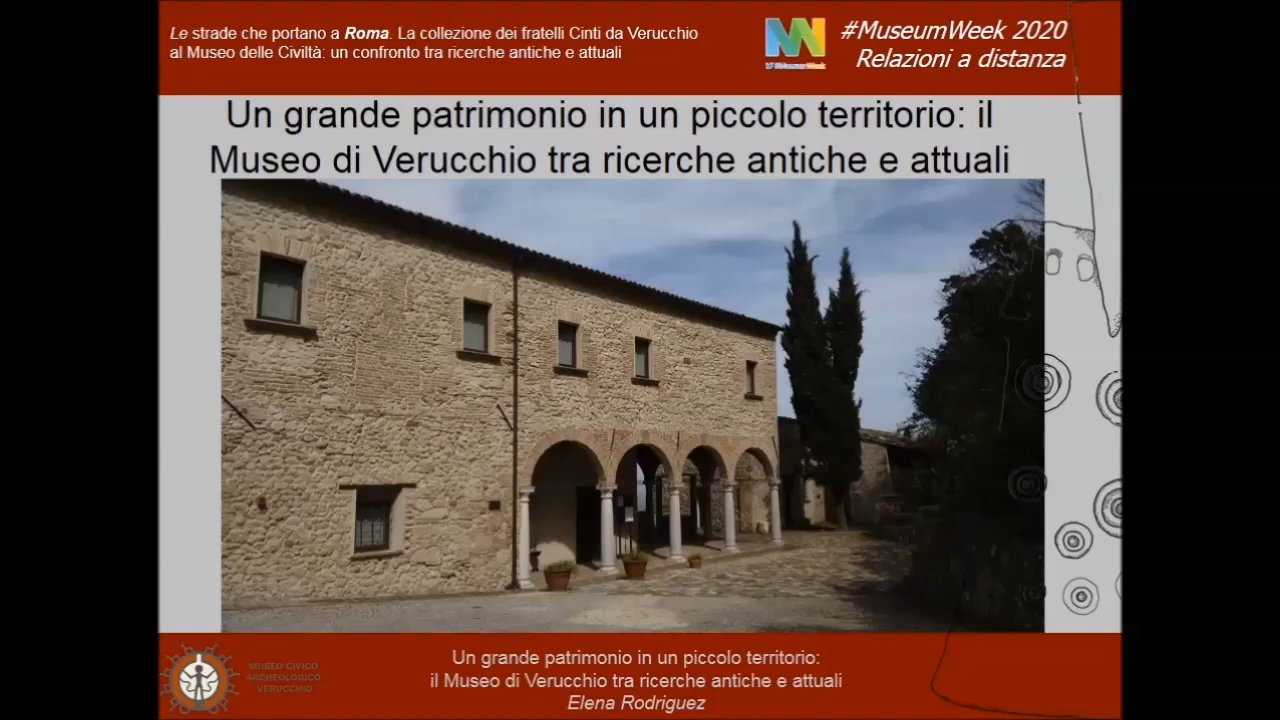 Le strade che portano a Roma. La collezione dei fratelli Cinti da Verucchio
al Museo delle Civiltà: un confronto tra ricerche antiche e attuali
#MuseumWeek 2020
Relazioni a distanza
Un grande patrimonio in un piccolo territorio: il
Museo di Verucchio tra ricerche antiche e attuali
MUSEO CIVICO
ARCHEOLOGICO
VERUCCHIO
Un grande patrimonio in un piccolo territorio:
il Museo di Verucchio tra ricerche antiche e attuali
Elena Rodriguez